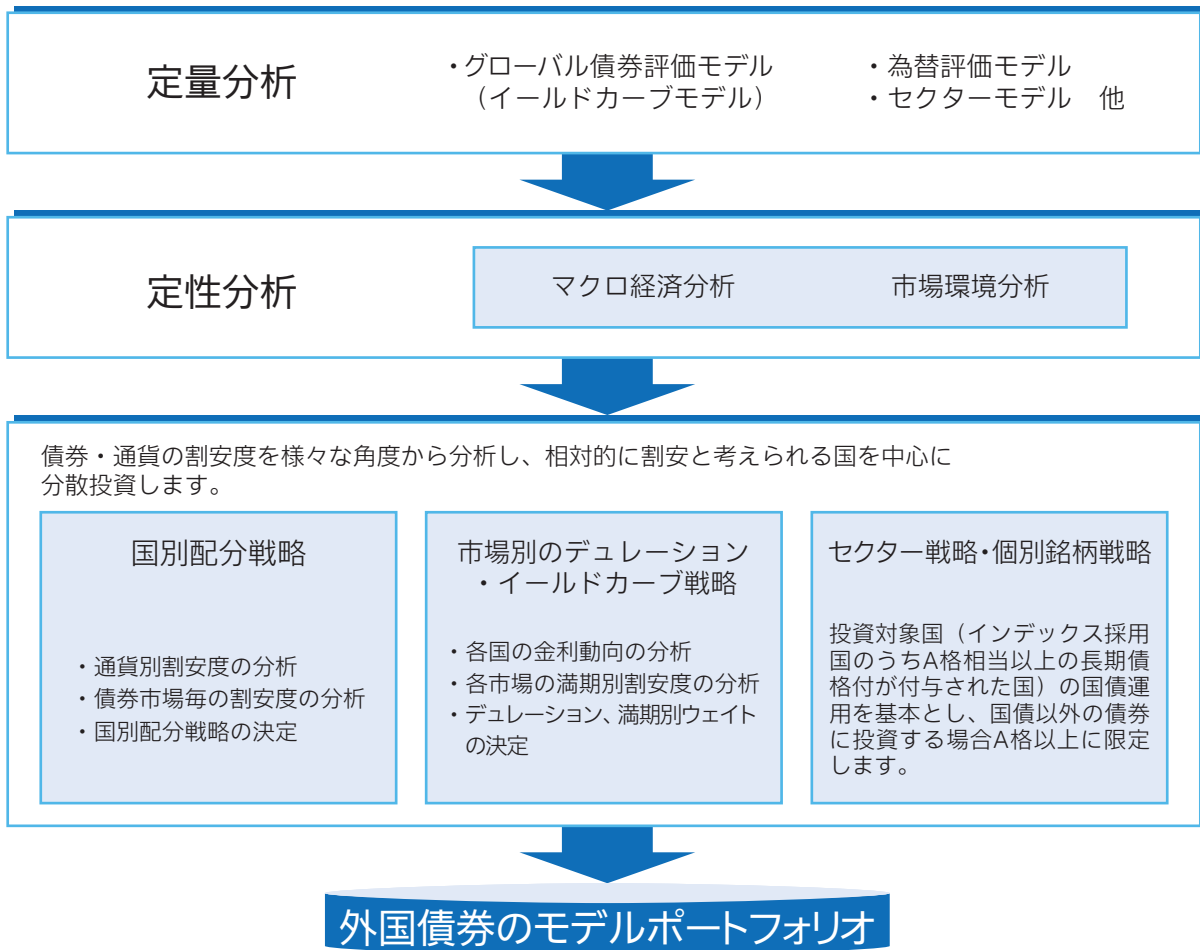 定量分析
・グローバル債券評価モデル
（イールドカーブモデル）
・為替評価モデル
・セクターモデル　他
定性分析
マクロ経済分析
市場環境分析
債券・通貨の割安度を様々な角度から分析し、相対的に割安と考えられる国を中心に
分散投資します。
国別配分戦略
・通貨別割安度の分析
・債券市場毎の割安度の分析
・国別配分戦略の決定
市場別のデュレーション
・イールドカーブ戦略
・各国の金利動向の分析
・各市場の満期別割安度の分析
・デュレーション、満期別ウェイト
の決定
セクター戦略・個別銘柄戦略
投資対象国（インデックス採用
国のうちA格相当以上の長期債
格付が付与された国）の国債運
用を基本とし、国債以外の債券
に投資する場合A格以上に限定
します。
外国債券のモデルポートフォリオ